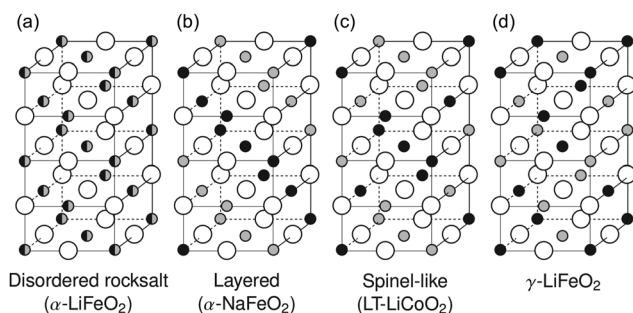 (a) (b) (c) (d)
Disordered rocksalt Layered Spinel-like γ-LiFeO₂
(α-LiFeO₂) (α-NaFeO₂) (LT-LiCoO₂)